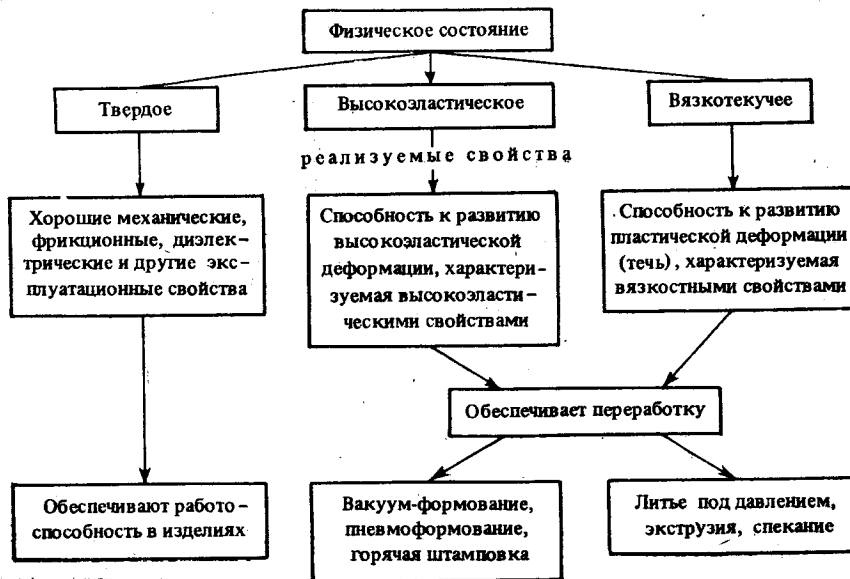 Физическое состояние
Твердое
Высокоэластическое
Вязкотекучее
реализуемые свойства
Хорошие механические,
фрикционные, диэлек-
трические и другие экс-
плуатационные свойства
Способность к развитию
высокоэластической
деформации, характери-
зуемая высокоэласти-
ческими свойствами
Способность к развитию
пластической деформации
(течь), характеризуемая
вязкостными свойствами
Обеспечивает переработку
Обеспечивают работо-
способность в изделиях
Вакуум-формование,
пневмоформование,
горячая штамповка
Литье под давлением,
экструзия, спекание